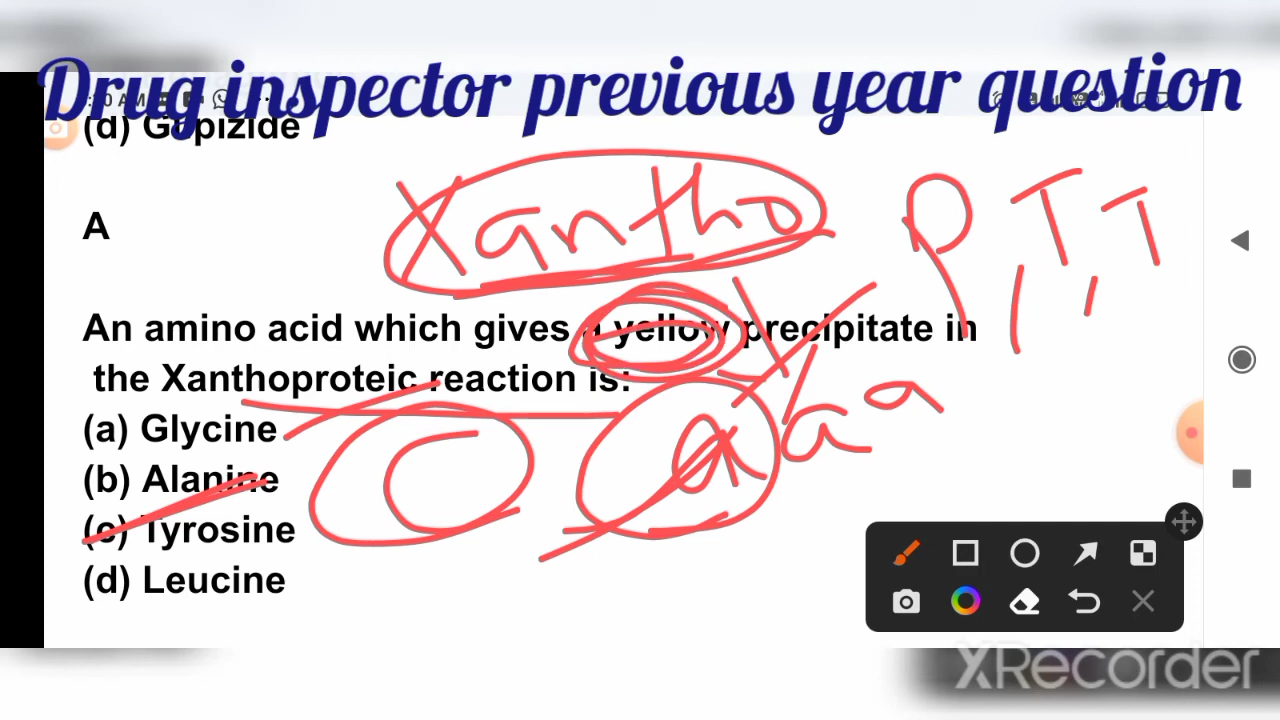 Drug inspector previous year question
(d) Glipizide
A
Xantho P, T, T
An amino acid which gives a yellow precipitate in
the Xanthoproteic reaction is:
(a) Glycine
(b) Alanine
(c) Tyrosine
(d) Leucine
XRecorder